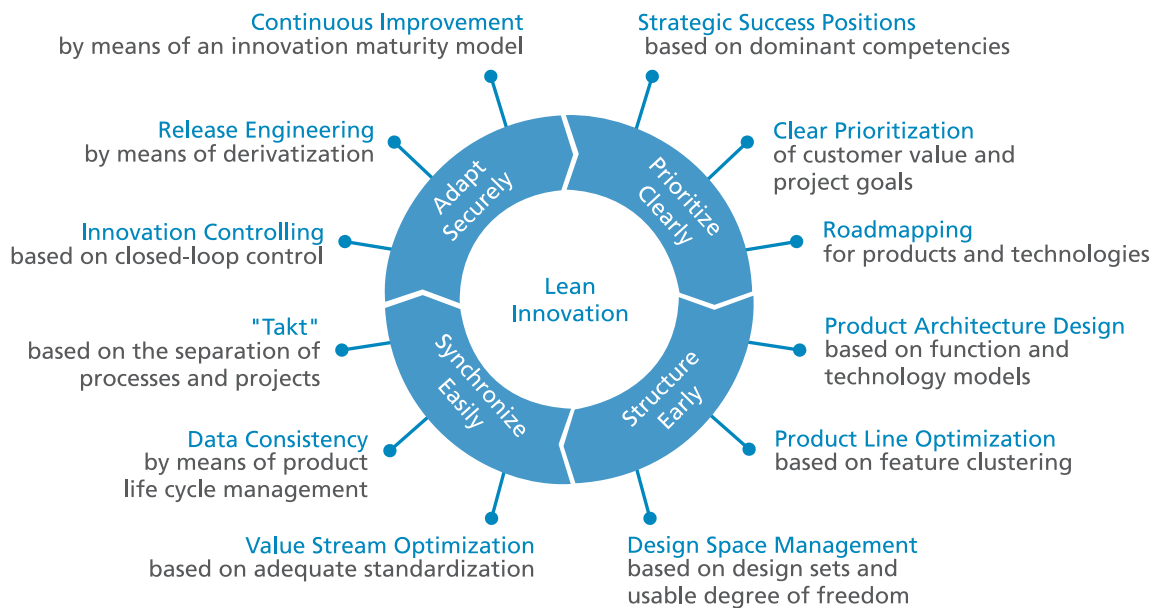 Continuous Improvement
by means of an innovation maturity model
Strategic Success Positions
based on dominant competencies
Release Engineering
by means of derivatization
Clear Prioritization
of customer value and
project goals
Adapt
Securely
Prioritize
Clearly
Innovation Controlling
based on closed-loop control
Roadmapping
for products and technologies
Lean
Innovation
"Takt"
based on the separation of
processes and projects
Product Architecture Design
based on function and
technology models
Synchronize
Easily
Structure
Early
Data Consistency
by means of product
life cycle management
Product Line Optimization
based on feature clustering
Value Stream Optimization
based on adequate standardization
Design Space Management
based on design sets and
usable degree of freedom